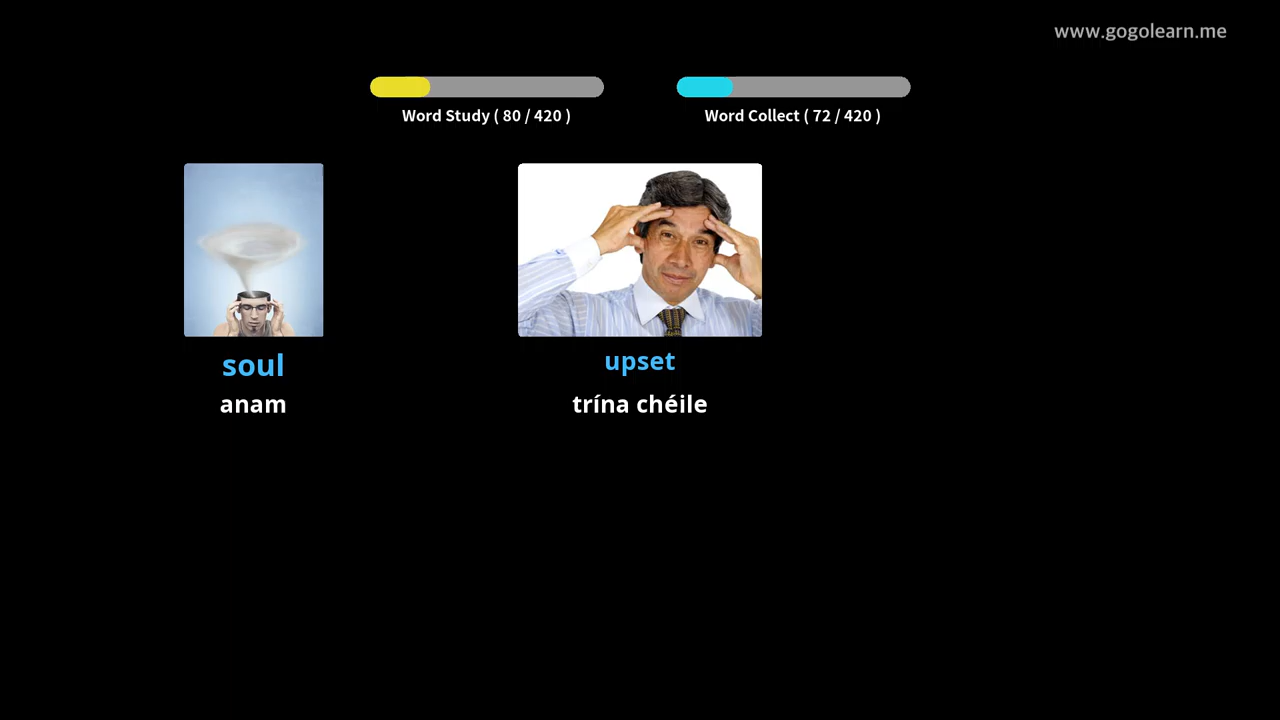 www.gogolearn.me
Word Study ( 80 / 420 )
Word Collect ( 72 / 420 )
soul
anam
upset
trína chéile